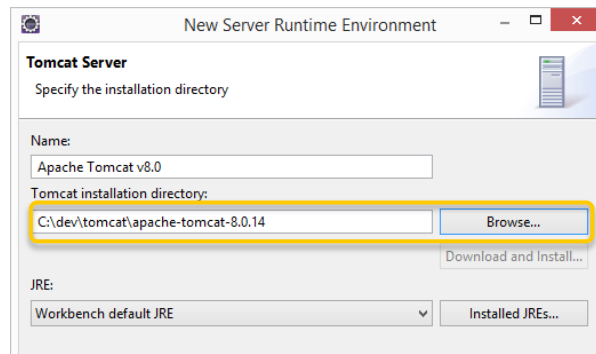 New Server Runtime Environment
Tomcat Server
Specify the installation directory
Name:
Apache Tomcat v8.0
Tomcat installation directory:
C:\dev\tomcat\apache-tomcat-8.0.14
Browse...
Download and Install...
JRE:
Workbench default JRE
Installed JREs...